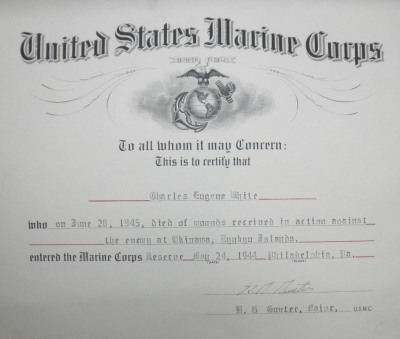 United States Marine Corps
To all whom it may Concern:
This is to certify that
Charles Eugene White
who on June 20, 1945, died of wounds received in action against
the enemy at Okinawa, Ryukyu Islands,
entered the Marine Corps Reserve May 24, 1944 Philadelphia, Pa.
USMC